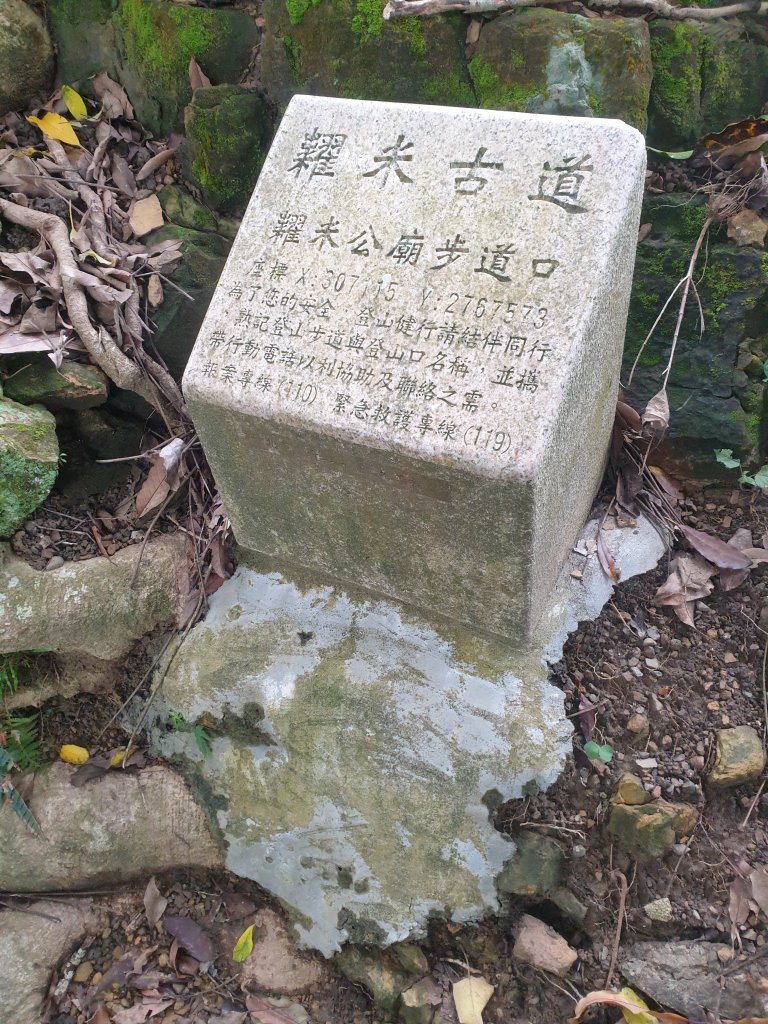 糶米古道
糶米公廟步道口
座標 X:307115 Y:2767573
為了您的安全，登山健行請結伴同行
熟記登山步道與登山口名稱，並攜
帶行動電話以利協助及聯絡之需。
報案專線(110) 緊急救護專線(119)